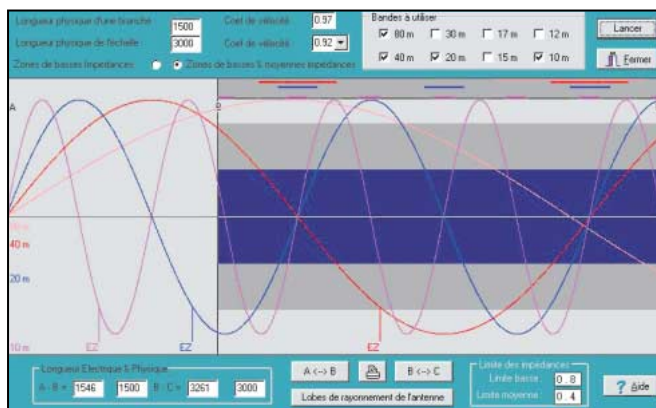 Longueur physique d'une branche 1500 Coef de vélocité : 0.97
Longueur physique de l'échelle 3000 Coef de vélocité : 0.92
Zones de basses Impédances Zones de basses & moyennes impédances
Bandes à utiliser
80 m 30 m 17 m 12 m
40 m 20 m 15 m 10 m
Lancer
Fermer
A
B
40 m
20 m
10 m
EZ EZ EZ
Longueur Electrique & Physique
A - B = 1546 1500 B - C = 3261 3000
A <-> B B <-> C
Lobes de rayonnement de l'antenne
Limite des impédances
Limite basse : 0.8
Limite moyenne : 0.4
? Aide